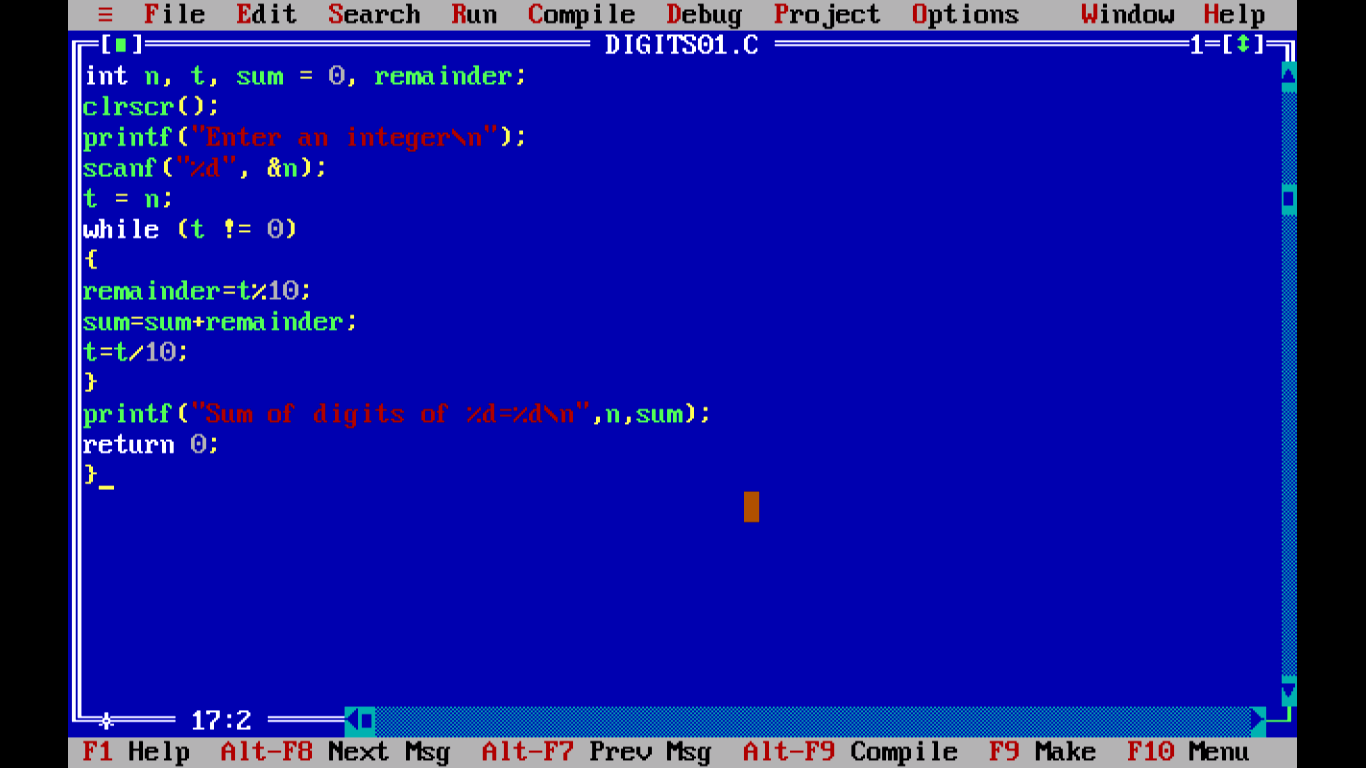 ≡ File Edit Search Run Compile Debug Project Options Window Help
[■] DIGITS01.C 1=[↕]
int n, t, sum = 0, remainder;
clrscr();
printf("Enter an integer\n");
scanf("%d", &n);
t = n;
while (t != 0)
{
remainder=t%10;
sum=sum+remainder;
t=t/10;
}
printf("Sum of digits of %d=%d\n",n,sum);
return 0;
}_
17:2
F1 Help Alt-F8 Next Msg Alt-F7 Prev Msg Alt-F9 Compile F9 Make F10 Menu